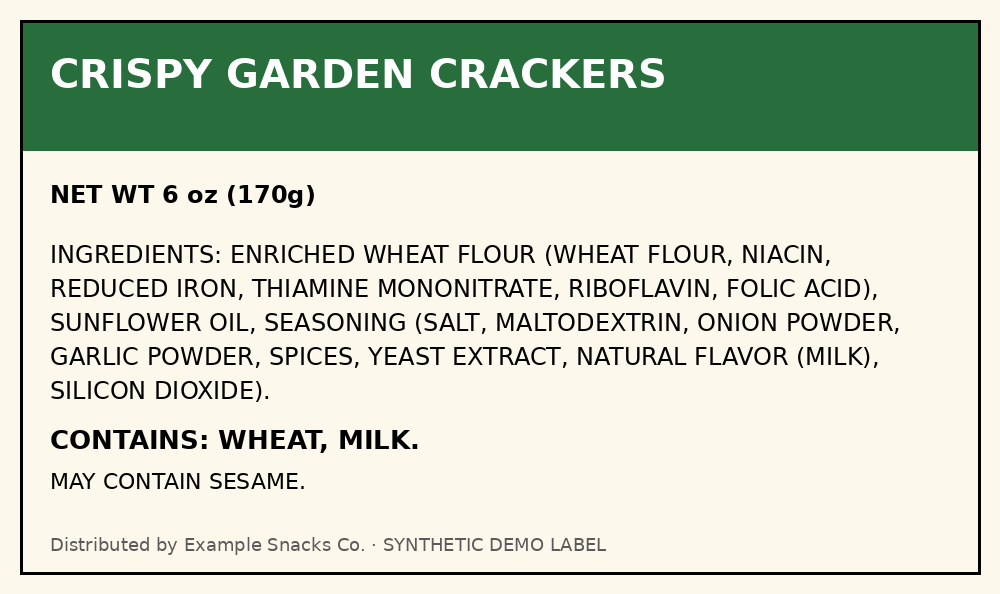 CRISPY GARDEN CRACKERS
NET WT 6 oz (170g)
INGREDIENTS: ENRICHED WHEAT FLOUR (WHEAT FLOUR, NIACIN,
REDUCED IRON, THIAMINE MONONITRATE, RIBOFLAVIN, FOLIC ACID),
SUNFLOWER OIL, SEASONING (SALT, MALTODEXTRIN, ONION POWDER,
GARLIC POWDER, SPICES, YEAST EXTRACT, NATURAL FLAVOR (MILK),
SILICON DIOXIDE).
CONTAINS: WHEAT, MILK.
MAY CONTAIN SESAME.
Distributed by Example Snacks Co. · SYNTHETIC DEMO LABEL